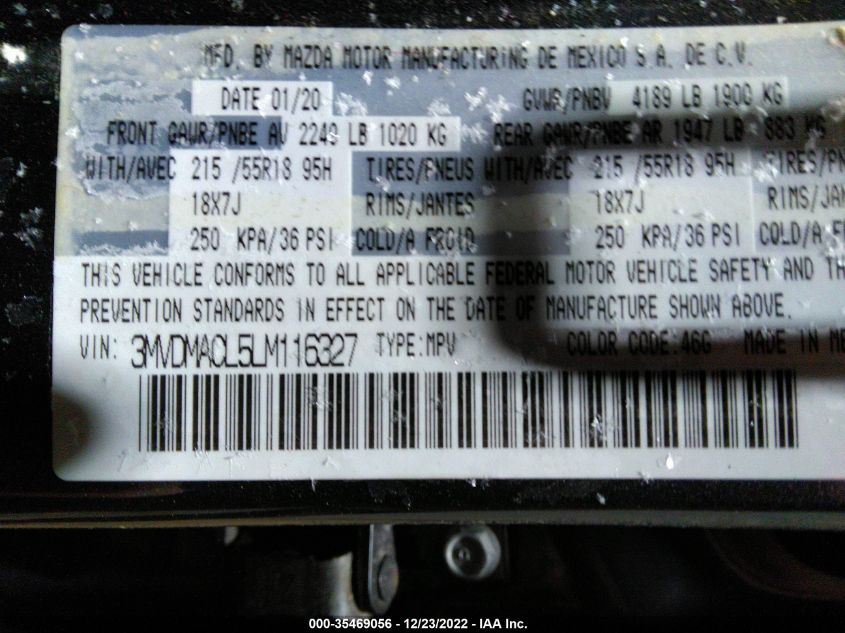 MFD. BY MAZDA MOTOR MANUFACTURING DE MEXICO S A. DE C.V.
DATE 01/20 GVWR/PNBV 4189 LB 1900 KG
FRONT GAWR/PNBE AV 2249 LB 1020 KG REAR GAWR/PNBE AR 1947 LB 883 KG
WITH/AVEC 215 /55R18 95H TIRES/PNEUS WITH/AVEC 215 /55R18 95H TIRES/PN
18X7J RIMS/JANTES 18X7J RIMS/JAN
250 KPA/36 PSI COLD/A FROID 250 KPA/36 PSI COLD/A F
THIS VEHICLE CONFORMS TO ALL APPLICABLE FEDERAL MOTOR VEHICLE SAFETY AND TH
PREVENTION STANDARDS IN EFFECT ON THE DATE OF MANUFACTURE SHOWN ABOVE.
VIN: 3MVDMACL5LM116327 TYPE:MPV COLOR CODE:46G MADE IN ME
000-35469056 - 12/23/2022 - IAA Inc.